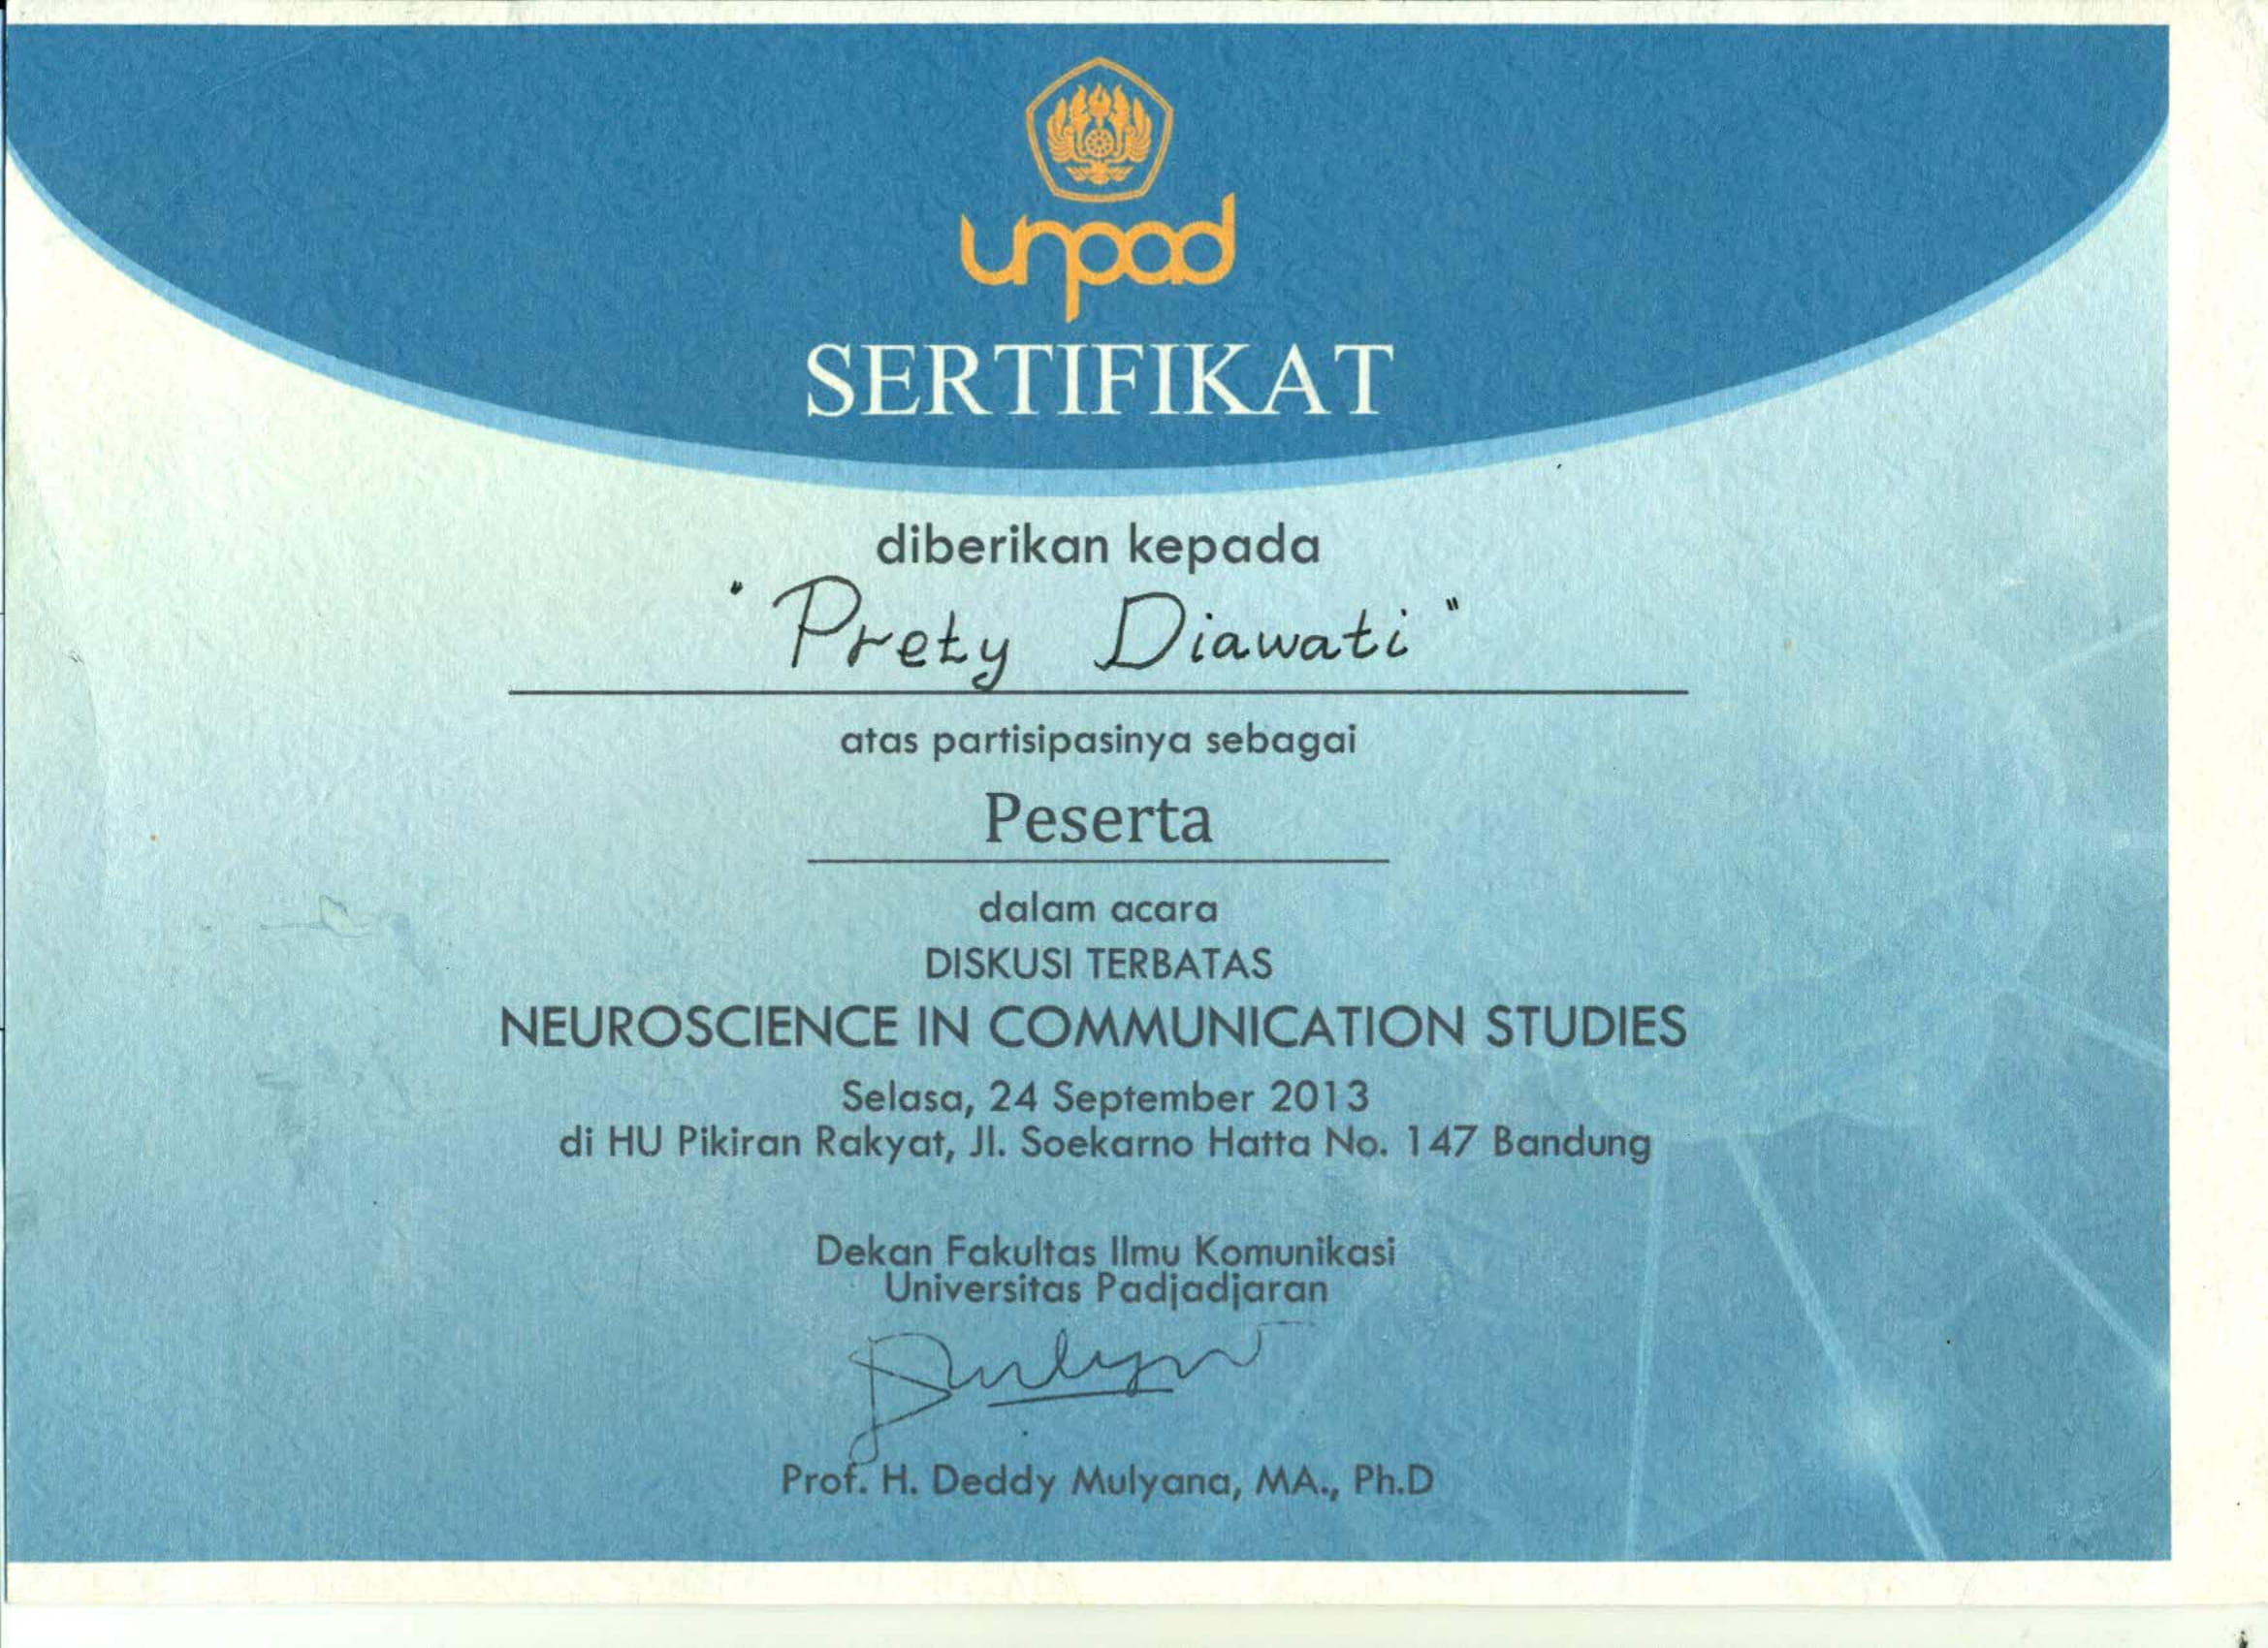 unpad
SERTIFIKAT
diberikan kepada
" Prety Diawati "
atas partisipasinya sebagai
Peserta
dalam acara
DISKUSI TERBATAS
NEUROSCIENCE IN COMMUNICATION STUDIES
Selasa, 24 September 2013
di HU Pikiran Rakyat, Jl. Soekarno Hatta No. 147 Bandung
Dekan Fakultas Ilmu Komunikasi
Universitas Padjadjaran
Prof. H. Deddy Mulyana, MA., Ph.D